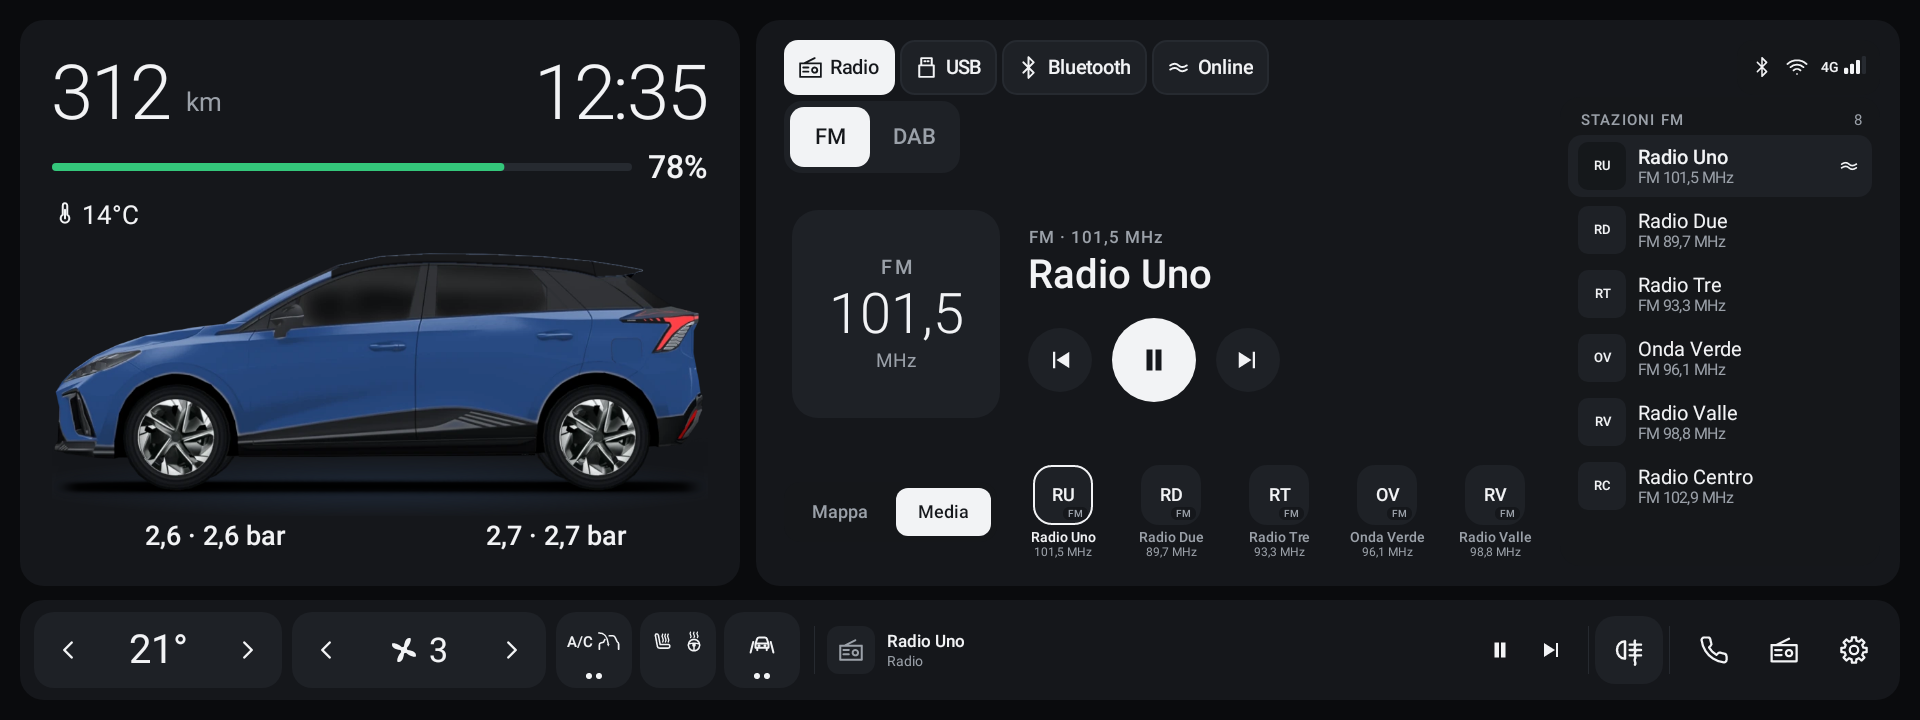 312 km
12:35
78%
14°C
2,6 · 2,6 bar
2,7 · 2,7 bar
Radio
USB
Bluetooth
Online
4G
FM
DAB
FM
101,5
MHz
FM · 101,5 MHz
Radio Uno
Mappa
Media
RU
FM
Radio Uno
101,5 MHz
RD
FM
Radio Due
89,7 MHz
RT
FM
Radio Tre
93,3 MHz
OV
FM
Onda Verde
96,1 MHz
RV
FM
Radio Valle
98,8 MHz
STAZIONI FM
8
RU
Radio Uno
FM 101,5 MHz
RD
Radio Due
FM 89,7 MHz
RT
Radio Tre
FM 93,3 MHz
OV
Onda Verde
FM 96,1 MHz
RV
Radio Valle
FM 98,8 MHz
RC
Radio Centro
FM 102,9 MHz
21°
3
A/C
Radio Uno
Radio